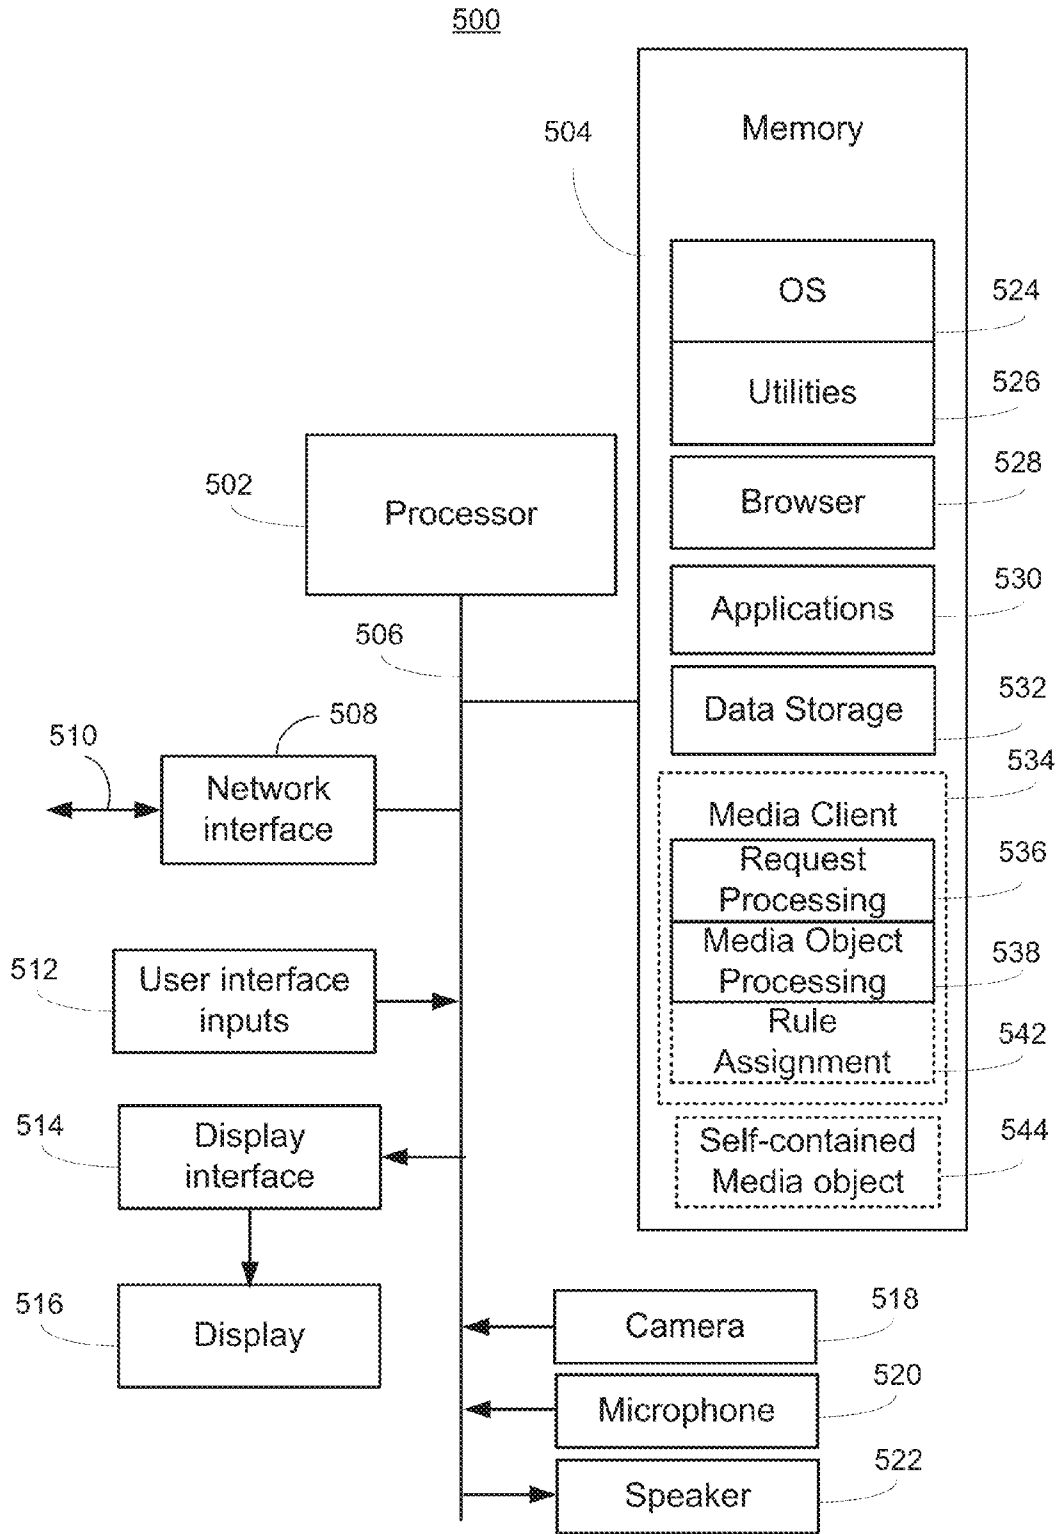 500
504
Memory
OS
524
Utilities
526
528
Browser
502
Processor
530
Applications
506
532
Data Storage
508
510
534
Network
interface
Media Client
536
Request
Processing
512
User interface
inputs
538
Media Object
Processing
542
Rule
Assignment
514
Display
interface
544
Self-contained
Media object
516
Display
518
Camera
520
Microphone
522
Speaker